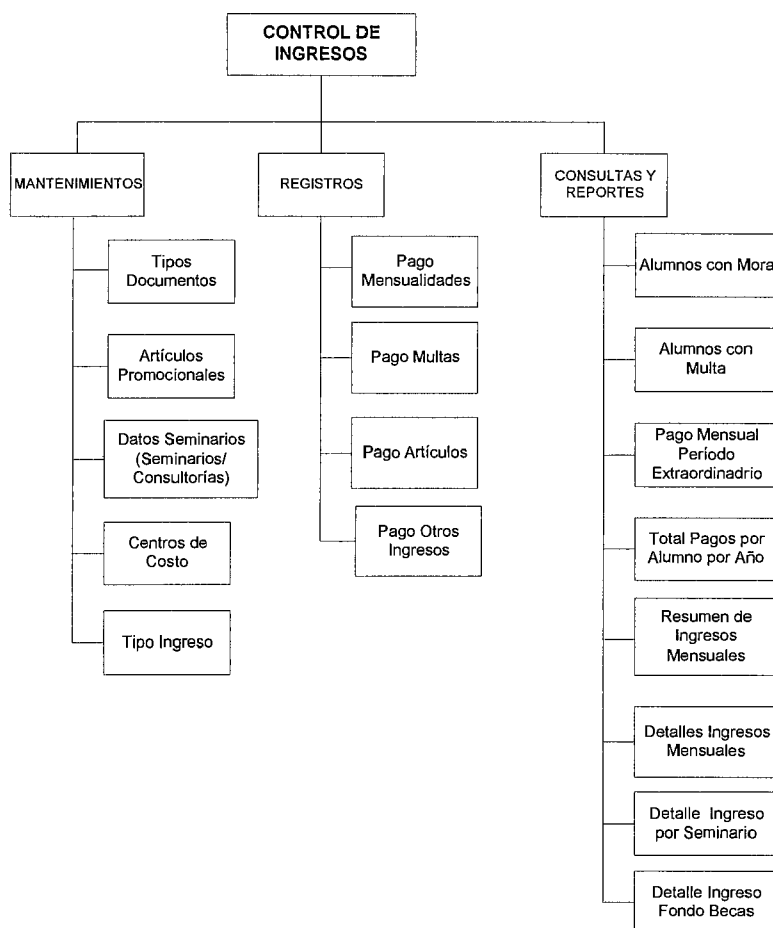 CONTROL DE
INGRESOS
MANTENIMIENTOS
Tipos
Documentos
Artículos
Promocionales
Datos Seminarios
(Seminarios/
Consultorías)
Centros de
Costo
Tipo Ingreso
REGISTROS
Pago
Mensualidades
Pago Multas
Pago Artículos
Pago Otros
Ingresos
CONSULTAS Y
REPORTES
Alumnos con Mora
Alumnos con
Multa
Pago Mensual
Período
Extraordinadrio
Total Pagos por
Alumno por Año
Resumen de
Ingresos
Mensuales
Detalles Ingresos
Mensuales
Detalle Ingreso
por Seminario
Detalle Ingreso
Fondo Becas